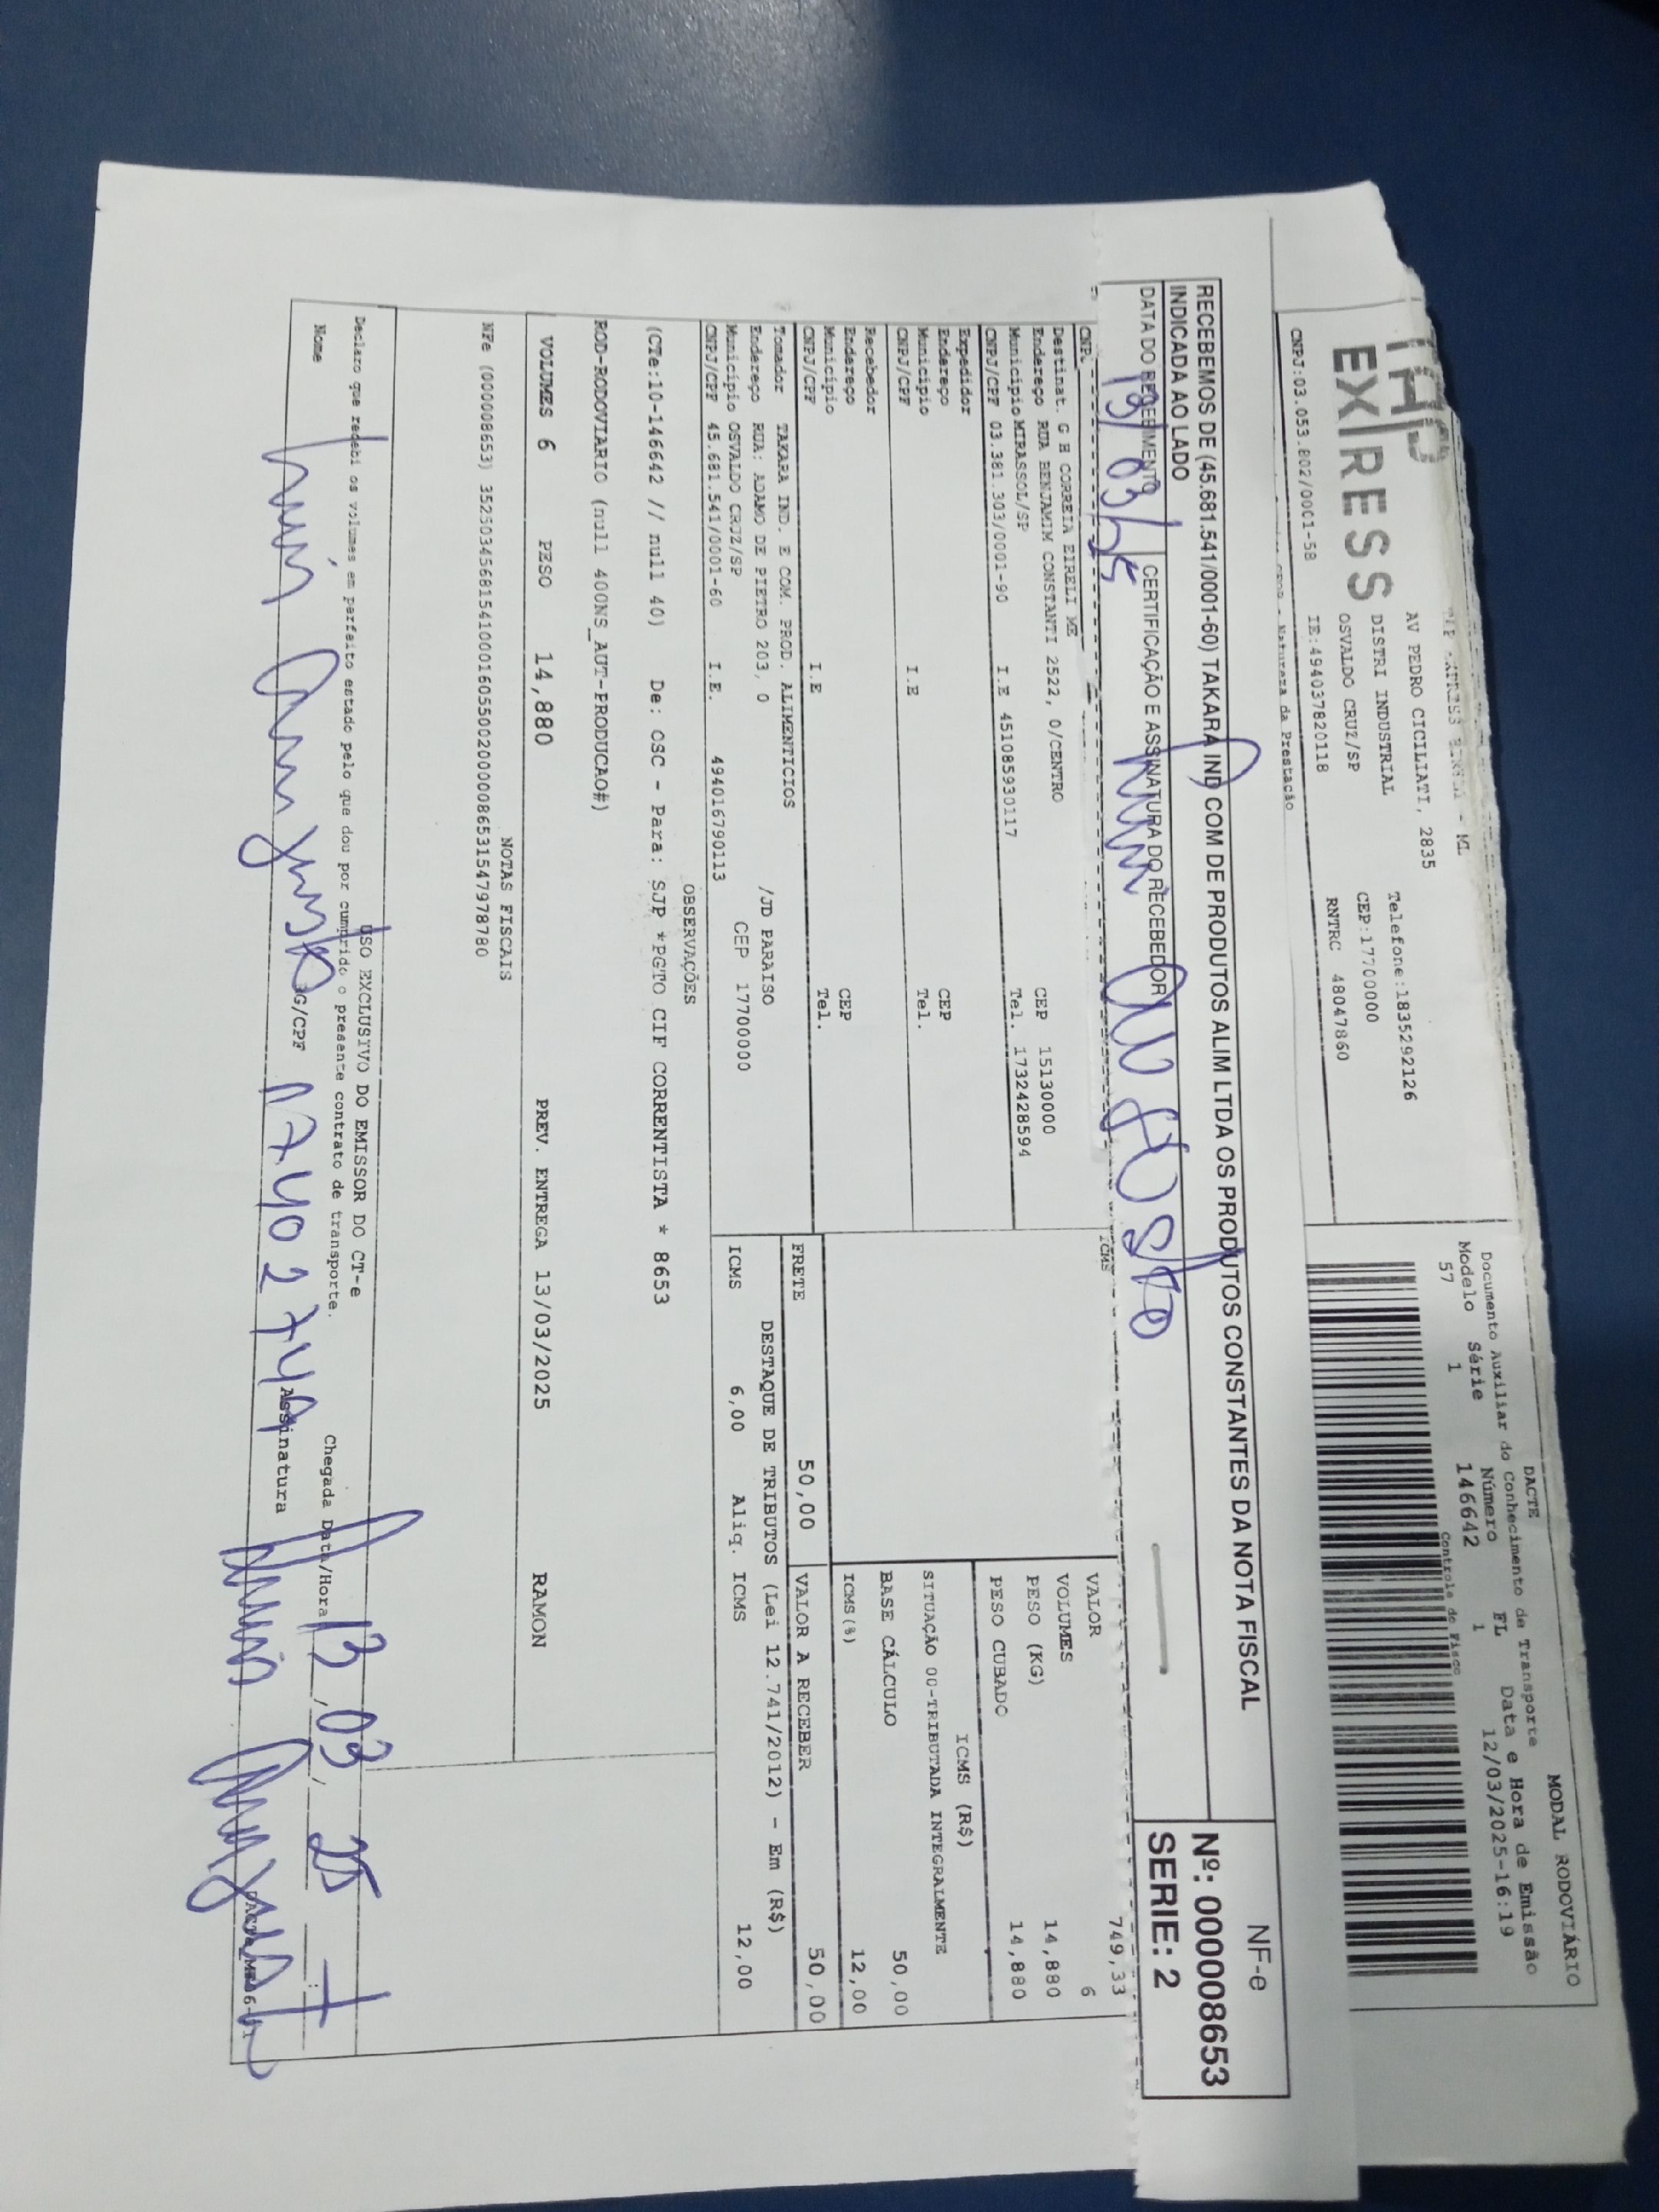 MODAL RODOVIÁRIO
DACTE
Documento Auxiliar do Conhecimento de Transporte
Modelo Série Número FL Data e Hora de Emissão
57 1 146642 1 12/03/2025-16:19
Controle do Fisco
EXPRESS
AV PEDRO CICILIATI, 2835
DISTRI INDUSTRIAL
OSVALDO CRUZ/SP
Telefone:1835292126
CEP:17700000
RNTRC 48047860
CNPJ:03.053.802/0001-58 IE:494037820118
Natureza da Prestação
RECEBEMOS DE (45.681.541/0001-60) TAKARA IND COM DE PRODUTOS ALIM LTDA OS PRODUTOS CONSTANTES DA NOTA FISCAL
INDICADA AO LADO
NF-e
Nº: 000008653
SERIE: 2
DATA DO RECEBIMENTO CERTIFICAÇÃO E ASSINATURA DO RECEBEDOR
13/03/25
CNPJ
ICMS
Destinat. G H CORREIA EIRELI ME
Endereço RUA BENJAMIM CONSTANTI 2522, 0/CENTRO CEP 15130000
Município MIRASSOL/SP Tel. 1732428594
CNPJ/CPF 03.381.303/0001-90 I.E 451085930117
Expedidor
Endereço CEP
Município Tel.
CNPJ/CPF I.E
Recebedor
Endereço CEP
Município Tel.
CNPJ/CPF I.E
VALOR 749,33
VOLUMES 6
PESO (KG) 14,880
PESO CUBADO 14,880
ICMS (R$)
SITUAÇÃO 00-TRIBUTADA INTEGRALMENTE
BASE CÁLCULO 50,00
ICMS(%) 12,00
FRETE 50,00 VALOR A RECEBER 50,00
Tomador TAKARA IND. E COM. PROD. ALIMENTICIOS
Endereço RUA: ADAMO DE PIETRO 203, 0 /JD PARAISO
Município OSVALDO CRUZ/SP CEP 17700000
CNPJ/CPF 45.681.541/0001-60 I.E. 494016790113
DESTAQUE DE TRIBUTOS (Lei 12.741/2012) - Em (R$)
ICMS 6,00 Aliq. ICMS 12,00
OBSERVAÇÕES
(CTe:10-146642 // null 40) De: OSC - Para: SJP *PGTO CIF CORRENTISTA * 8653
ROD-RODOVIARIO (null 400NS_AUT-PRODUCAO#)
VOLUMES 6 PESO 14,880 PREV. ENTREGA 13/03/2025 RAMON
NOTAS FISCAIS
NFe (000008653) 35250345681541000160550020000086531547978780
USO EXCLUSIVO DO EMISSOR DO CT-e
Declaro que recebi os volumes em perfeito estado pelo que dou por cumprido o presente contrato de transporte.
Chegada Data/Hora 13,03,25
Nome RG/CPF Assinatura